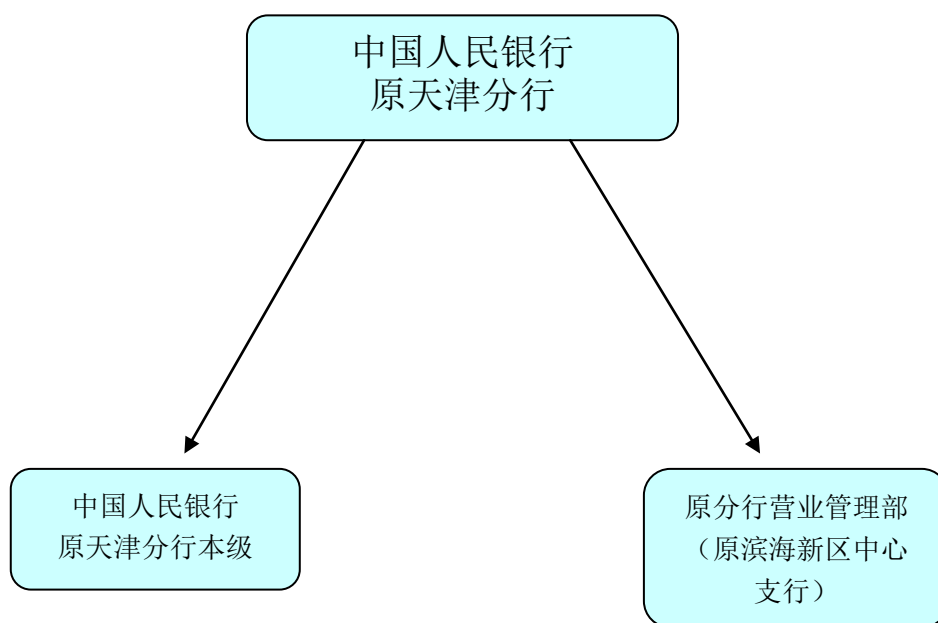 中国人民银行
原天津分行
中国人民银行
原天津分行本级
原分行营业管理部
（原滨海新区中心
支行）